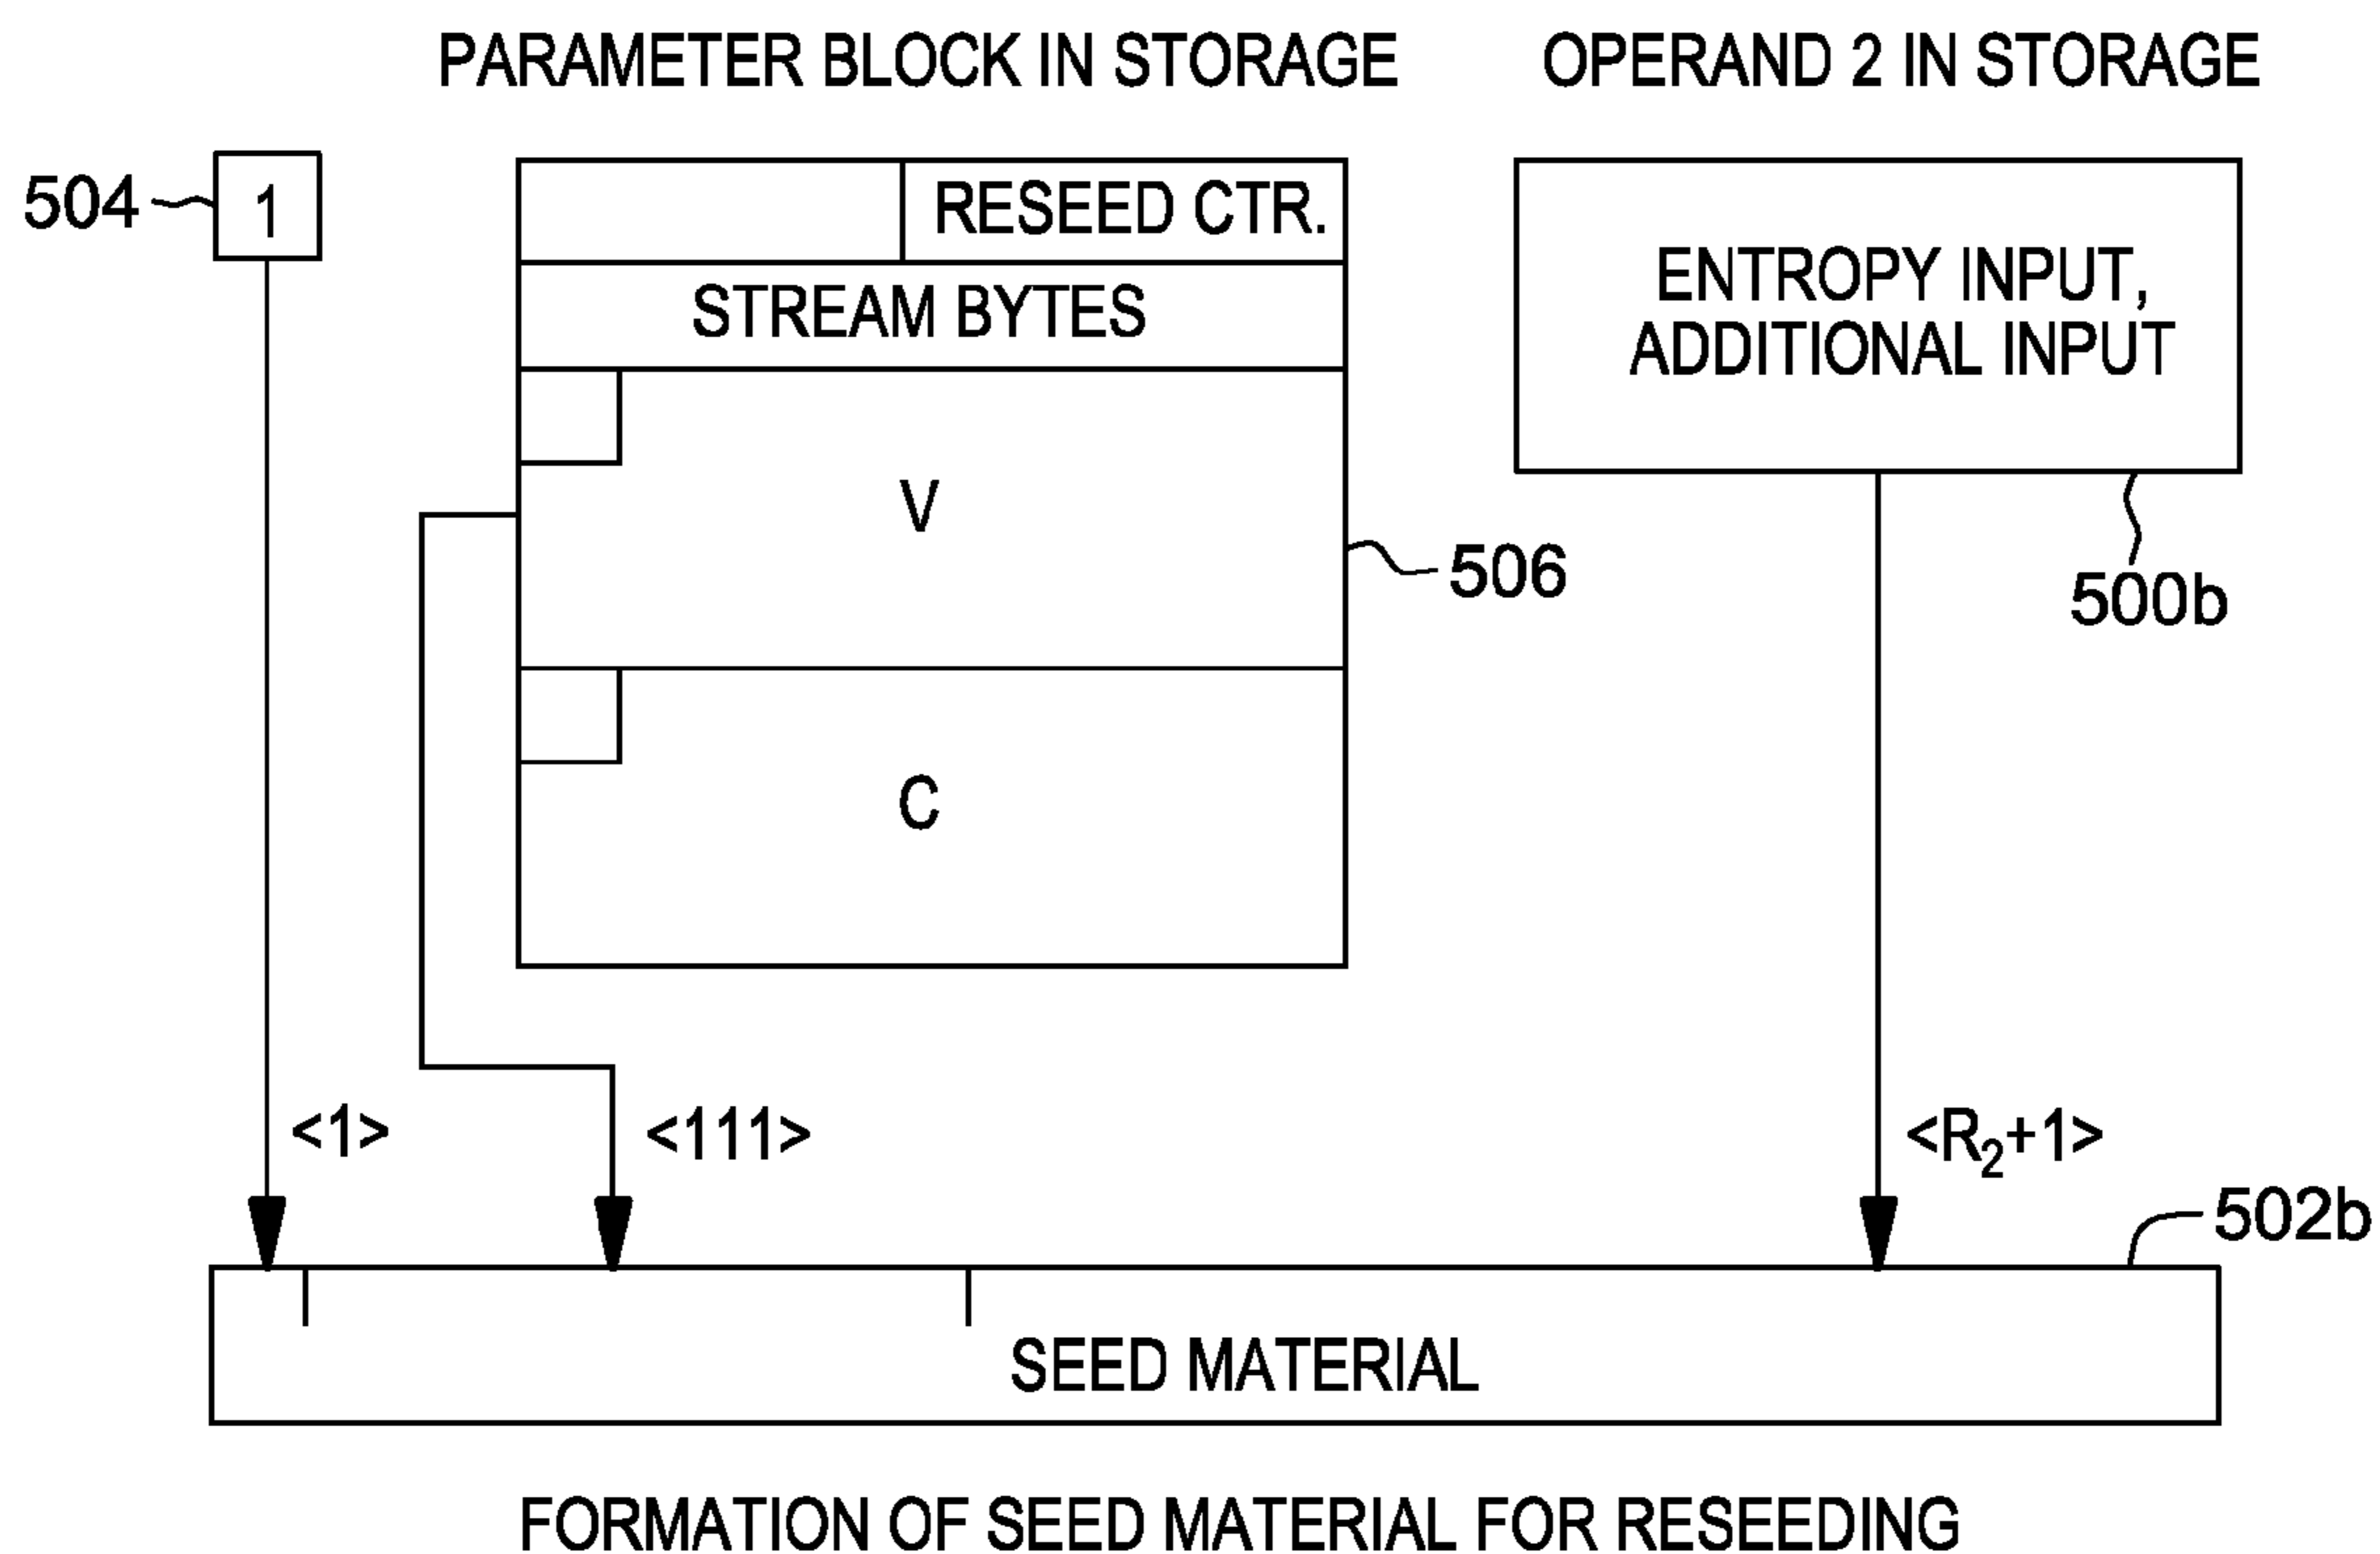 PARAMETER BLOCK IN STORAGE
OPERAND 2 IN STORAGE
504
1
RESEED CTR.
STREAM BYTES
V
C
506
ENTROPY INPUT,
ADDITIONAL INPUT
500b
<1>
<111>
<R₂+1>
502b
SEED MATERIAL
FORMATION OF SEED MATERIAL FOR RESEEDING